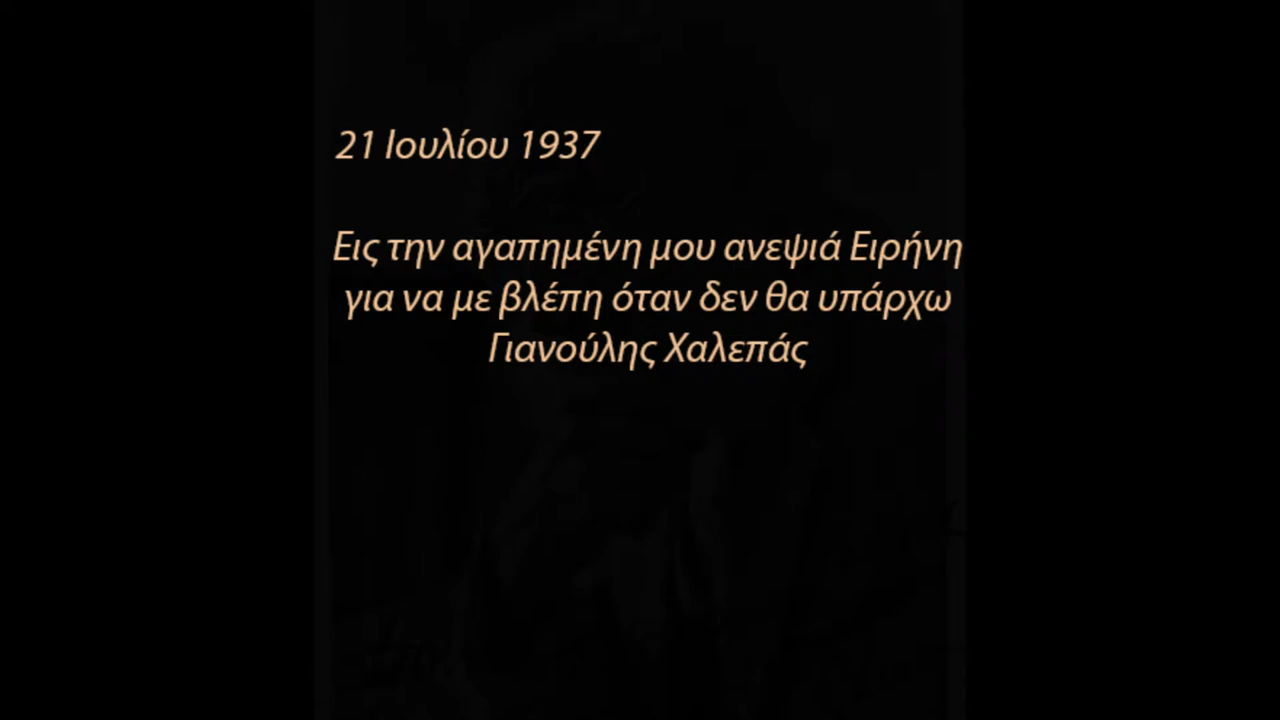 21 Ιουλίου 1937
Εις την αγαπημένη μου ανεψιά Ειρήνη
για να με βλέπη όταν δεν θα υπάρχω
Γιανούλης Χαλεπάς